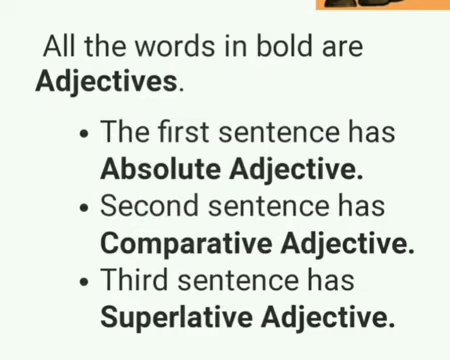 All the words in bold are
Adjectives.
• The first sentence has
Absolute Adjective.
• Second sentence has
Comparative Adjective.
• Third sentence has
Superlative Adjective.